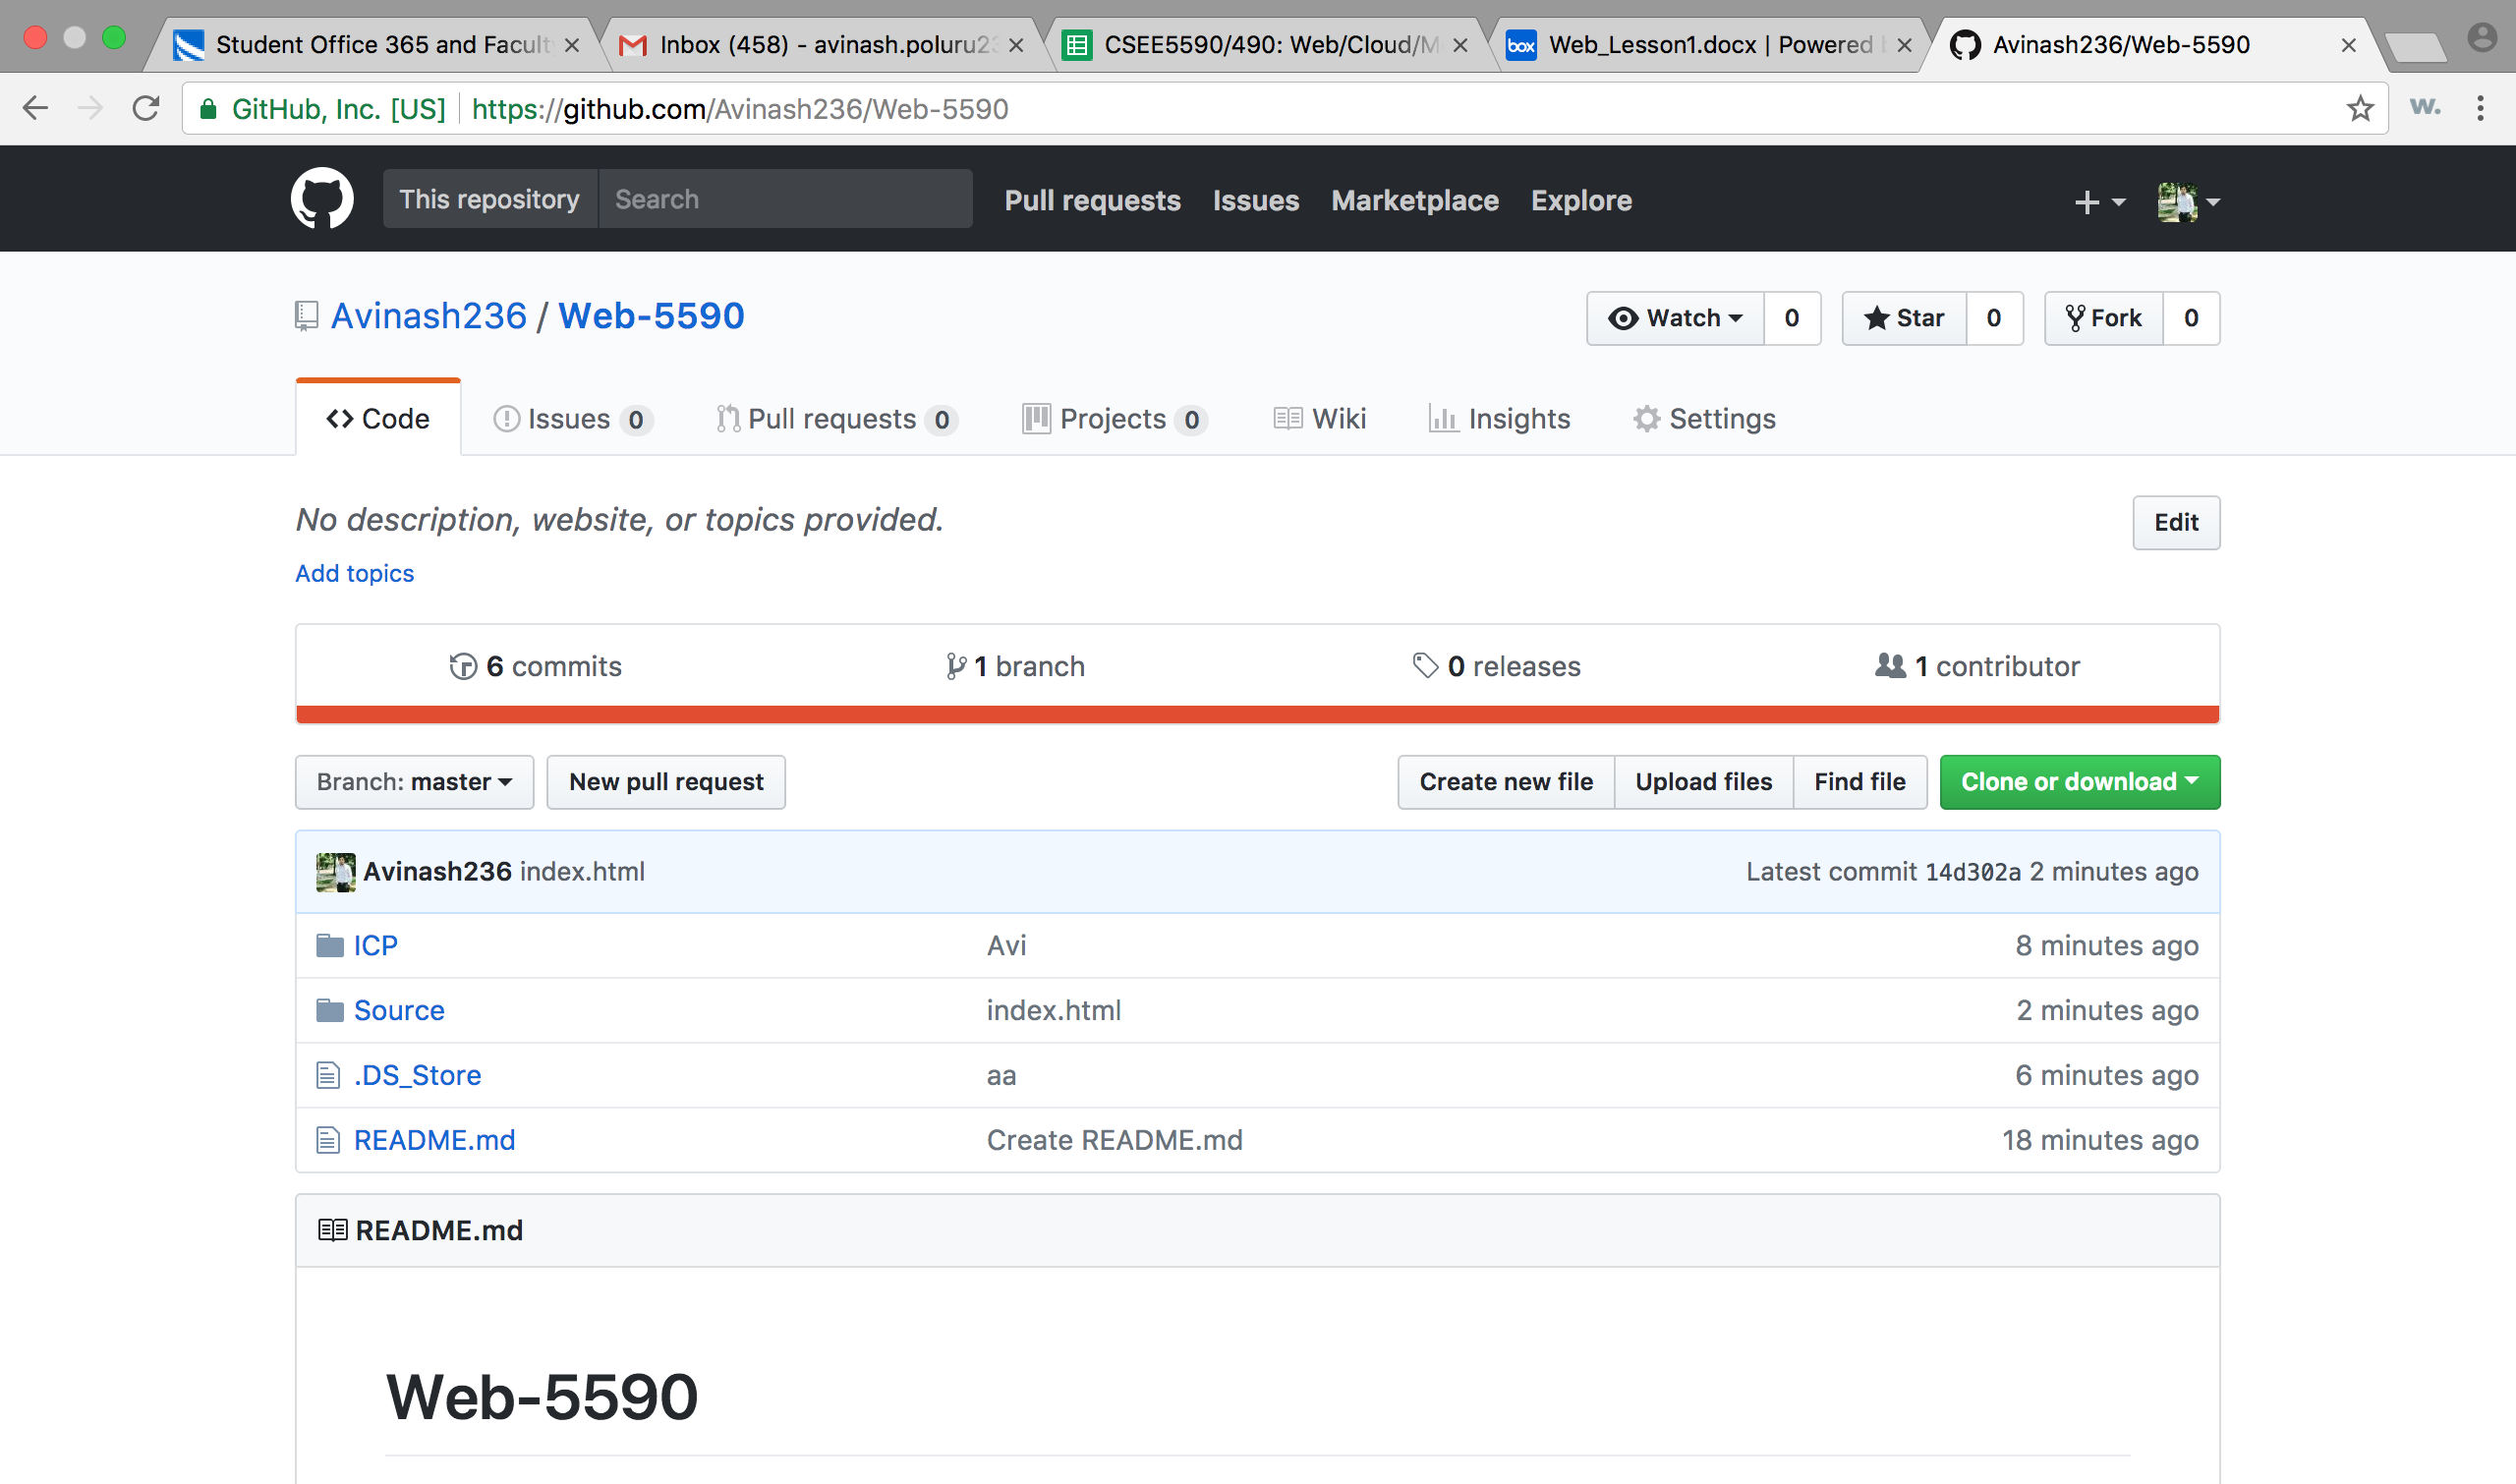 Student Office 365 and Facult
Inbox (458) - avinash.poluru23
CSEE5590/490: Web/Cloud/M
box Web_Lesson1.docx | Powered
Avinash236/Web-5590
GitHub, Inc. [US] https://github.com/Avinash236/Web-5590 w.
This repository Search Pull requests Issues Marketplace Explore
Avinash236 / Web-5590 Watch 0 Star 0 Fork 0
Code Issues 0 Pull requests 0 Projects 0 Wiki Insights Settings
No description, website, or topics provided. Edit
Add topics
6 commits 1 branch 0 releases 1 contributor
Branch: master New pull request Create new file Upload files Find file Clone or download
Avinash236 index.html Latest commit 14d302a 2 minutes ago
ICP Avi 8 minutes ago
Source index.html 2 minutes ago
.DS_Store aa 6 minutes ago
README.md Create README.md 18 minutes ago
README.md
Web-5590